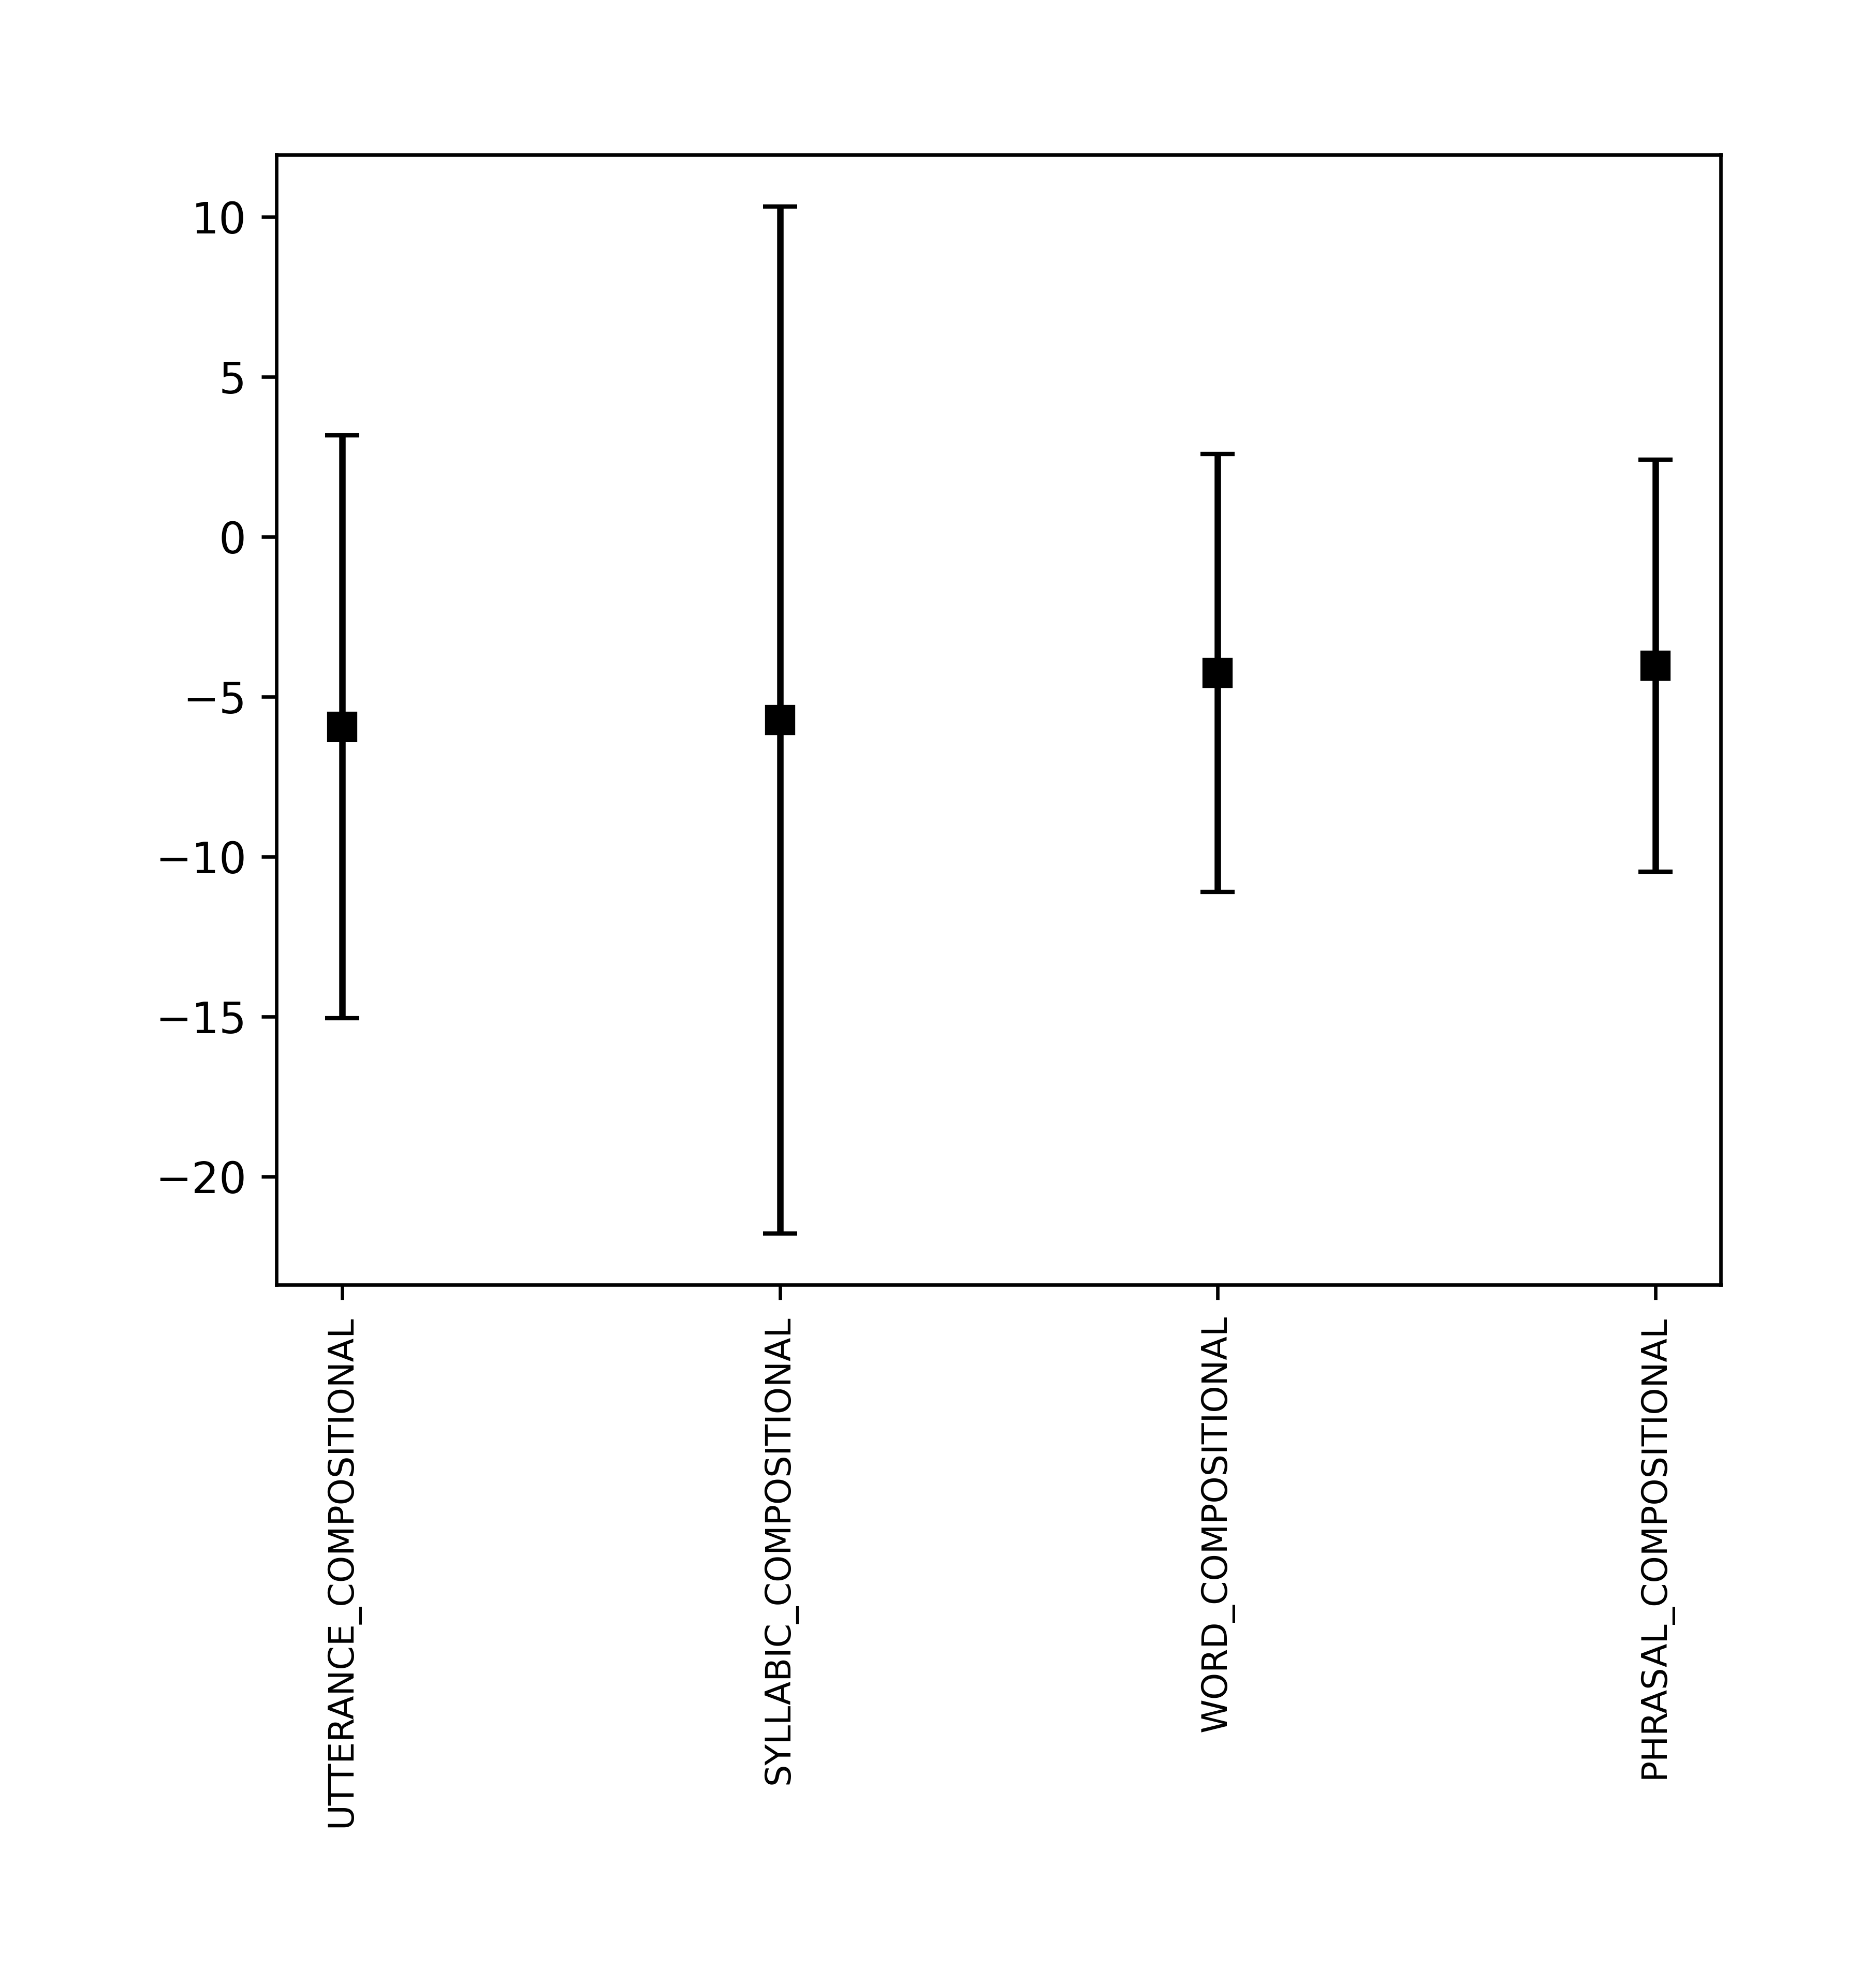 10
5
0
−5
−10
−15
−20
UTTERANCE_COMPOSITIONAL
SYLLABIC_COMPOSITIONAL
WORD_COMPOSITIONAL
PHRASAL_COMPOSITIONAL